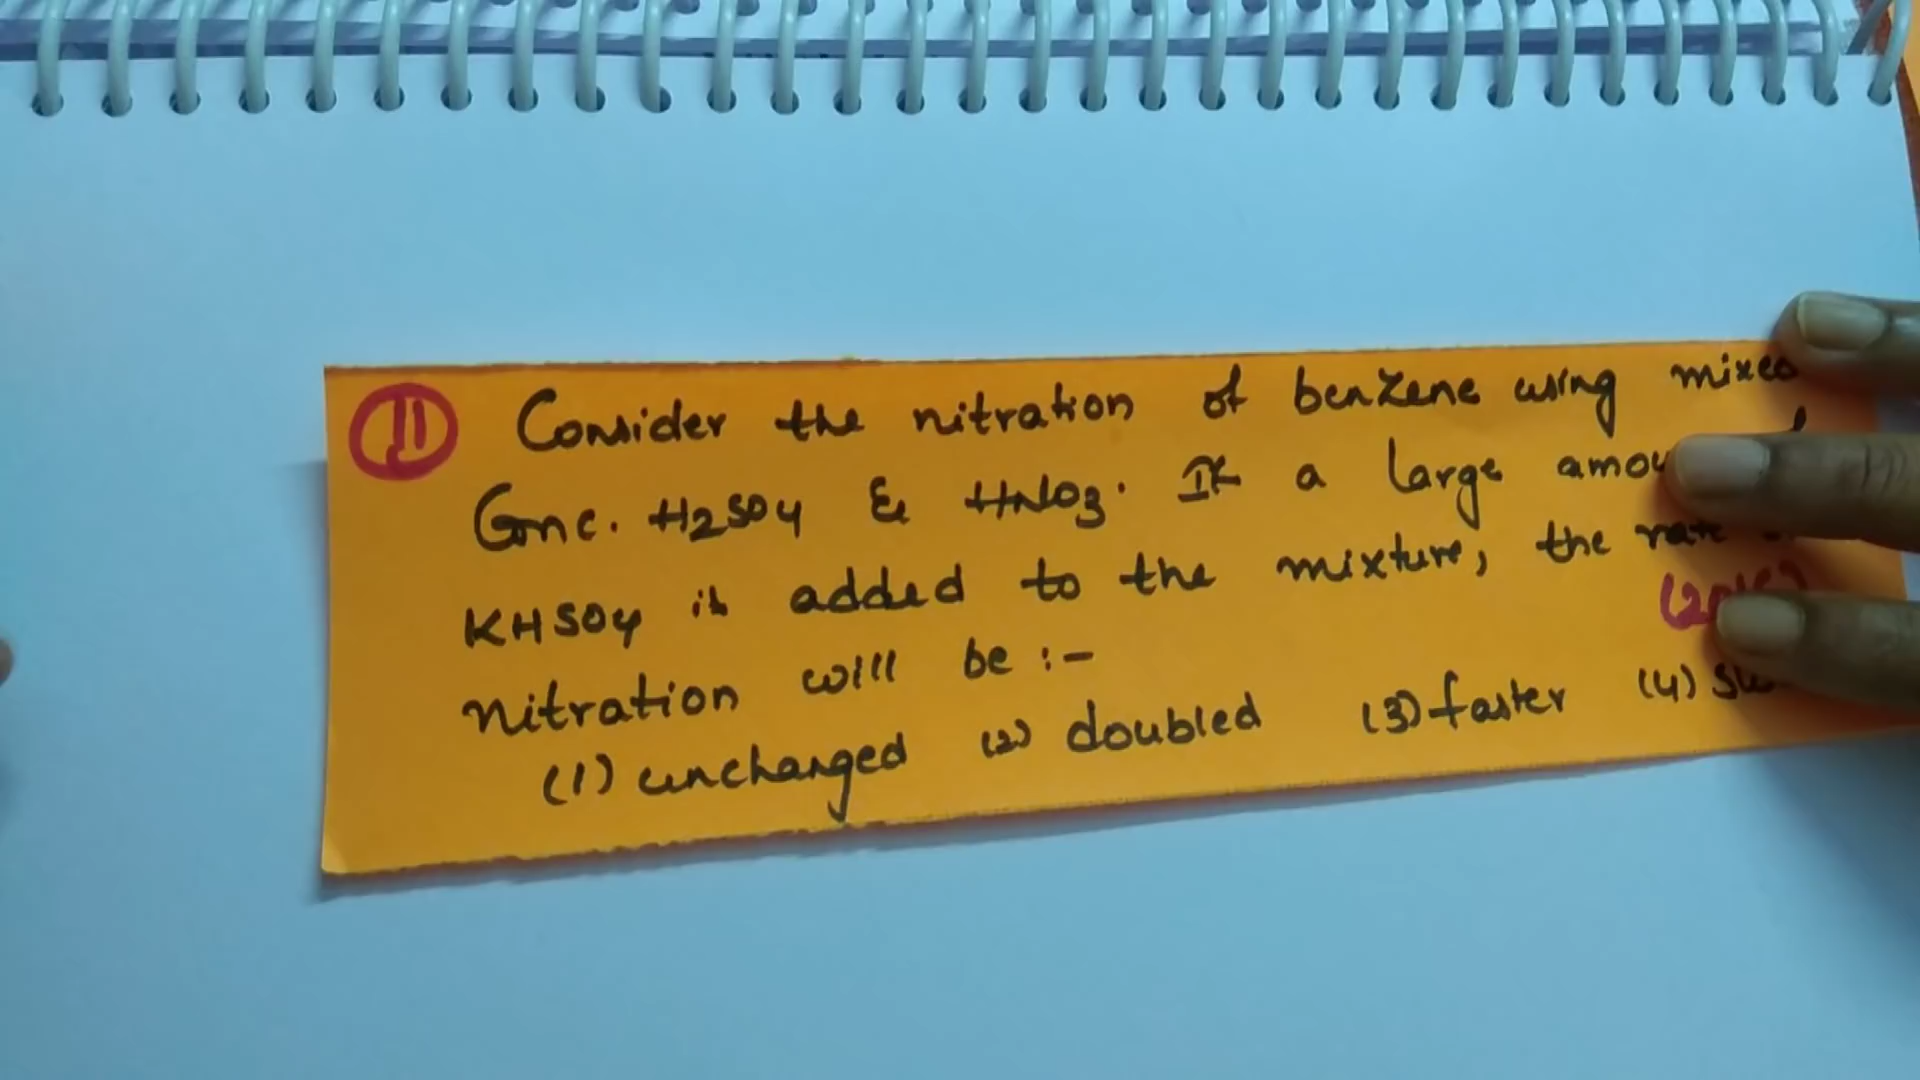 11 Consider the nitration of benzene using mixed
Conc. H2SO4 & HNO3. If a large
KHSO4 is added to the mixture, the rate
nitration will be :-
(1) unchanged (2) doubled (3) faster (4)